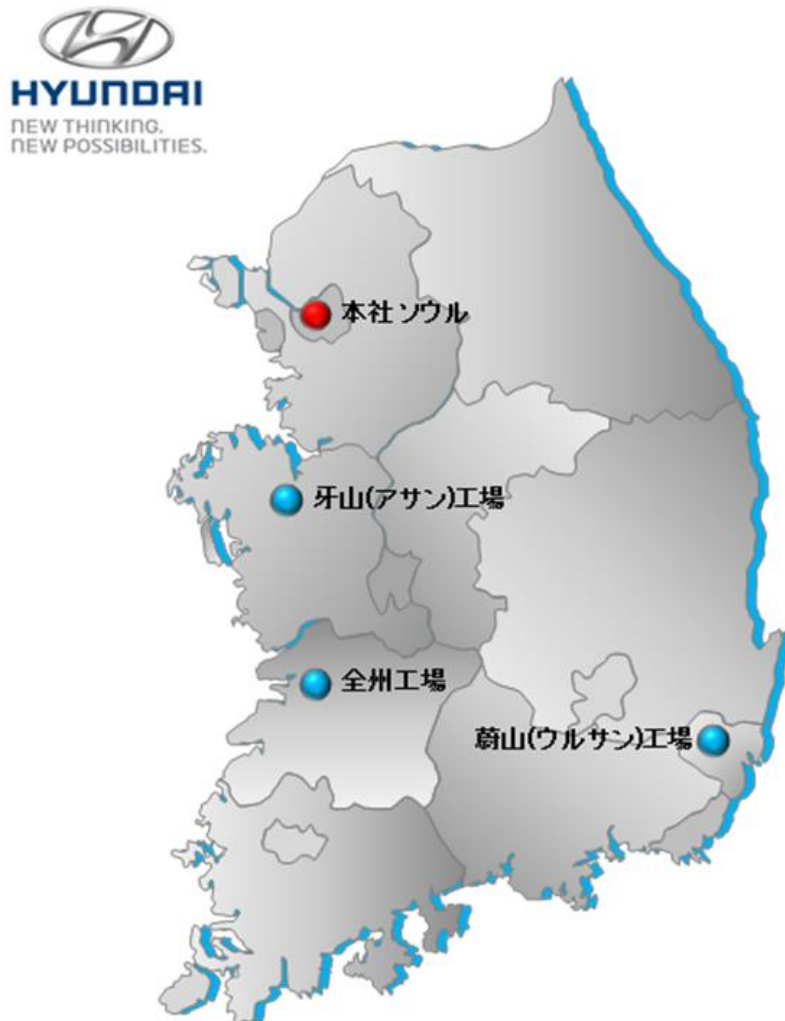 HYUNDAI
NEW THINKING.
NEW POSSIBILITIES.
本社 ソウル
牙山(アサン)工場
全州工場
蔚山(ウルサン)工場